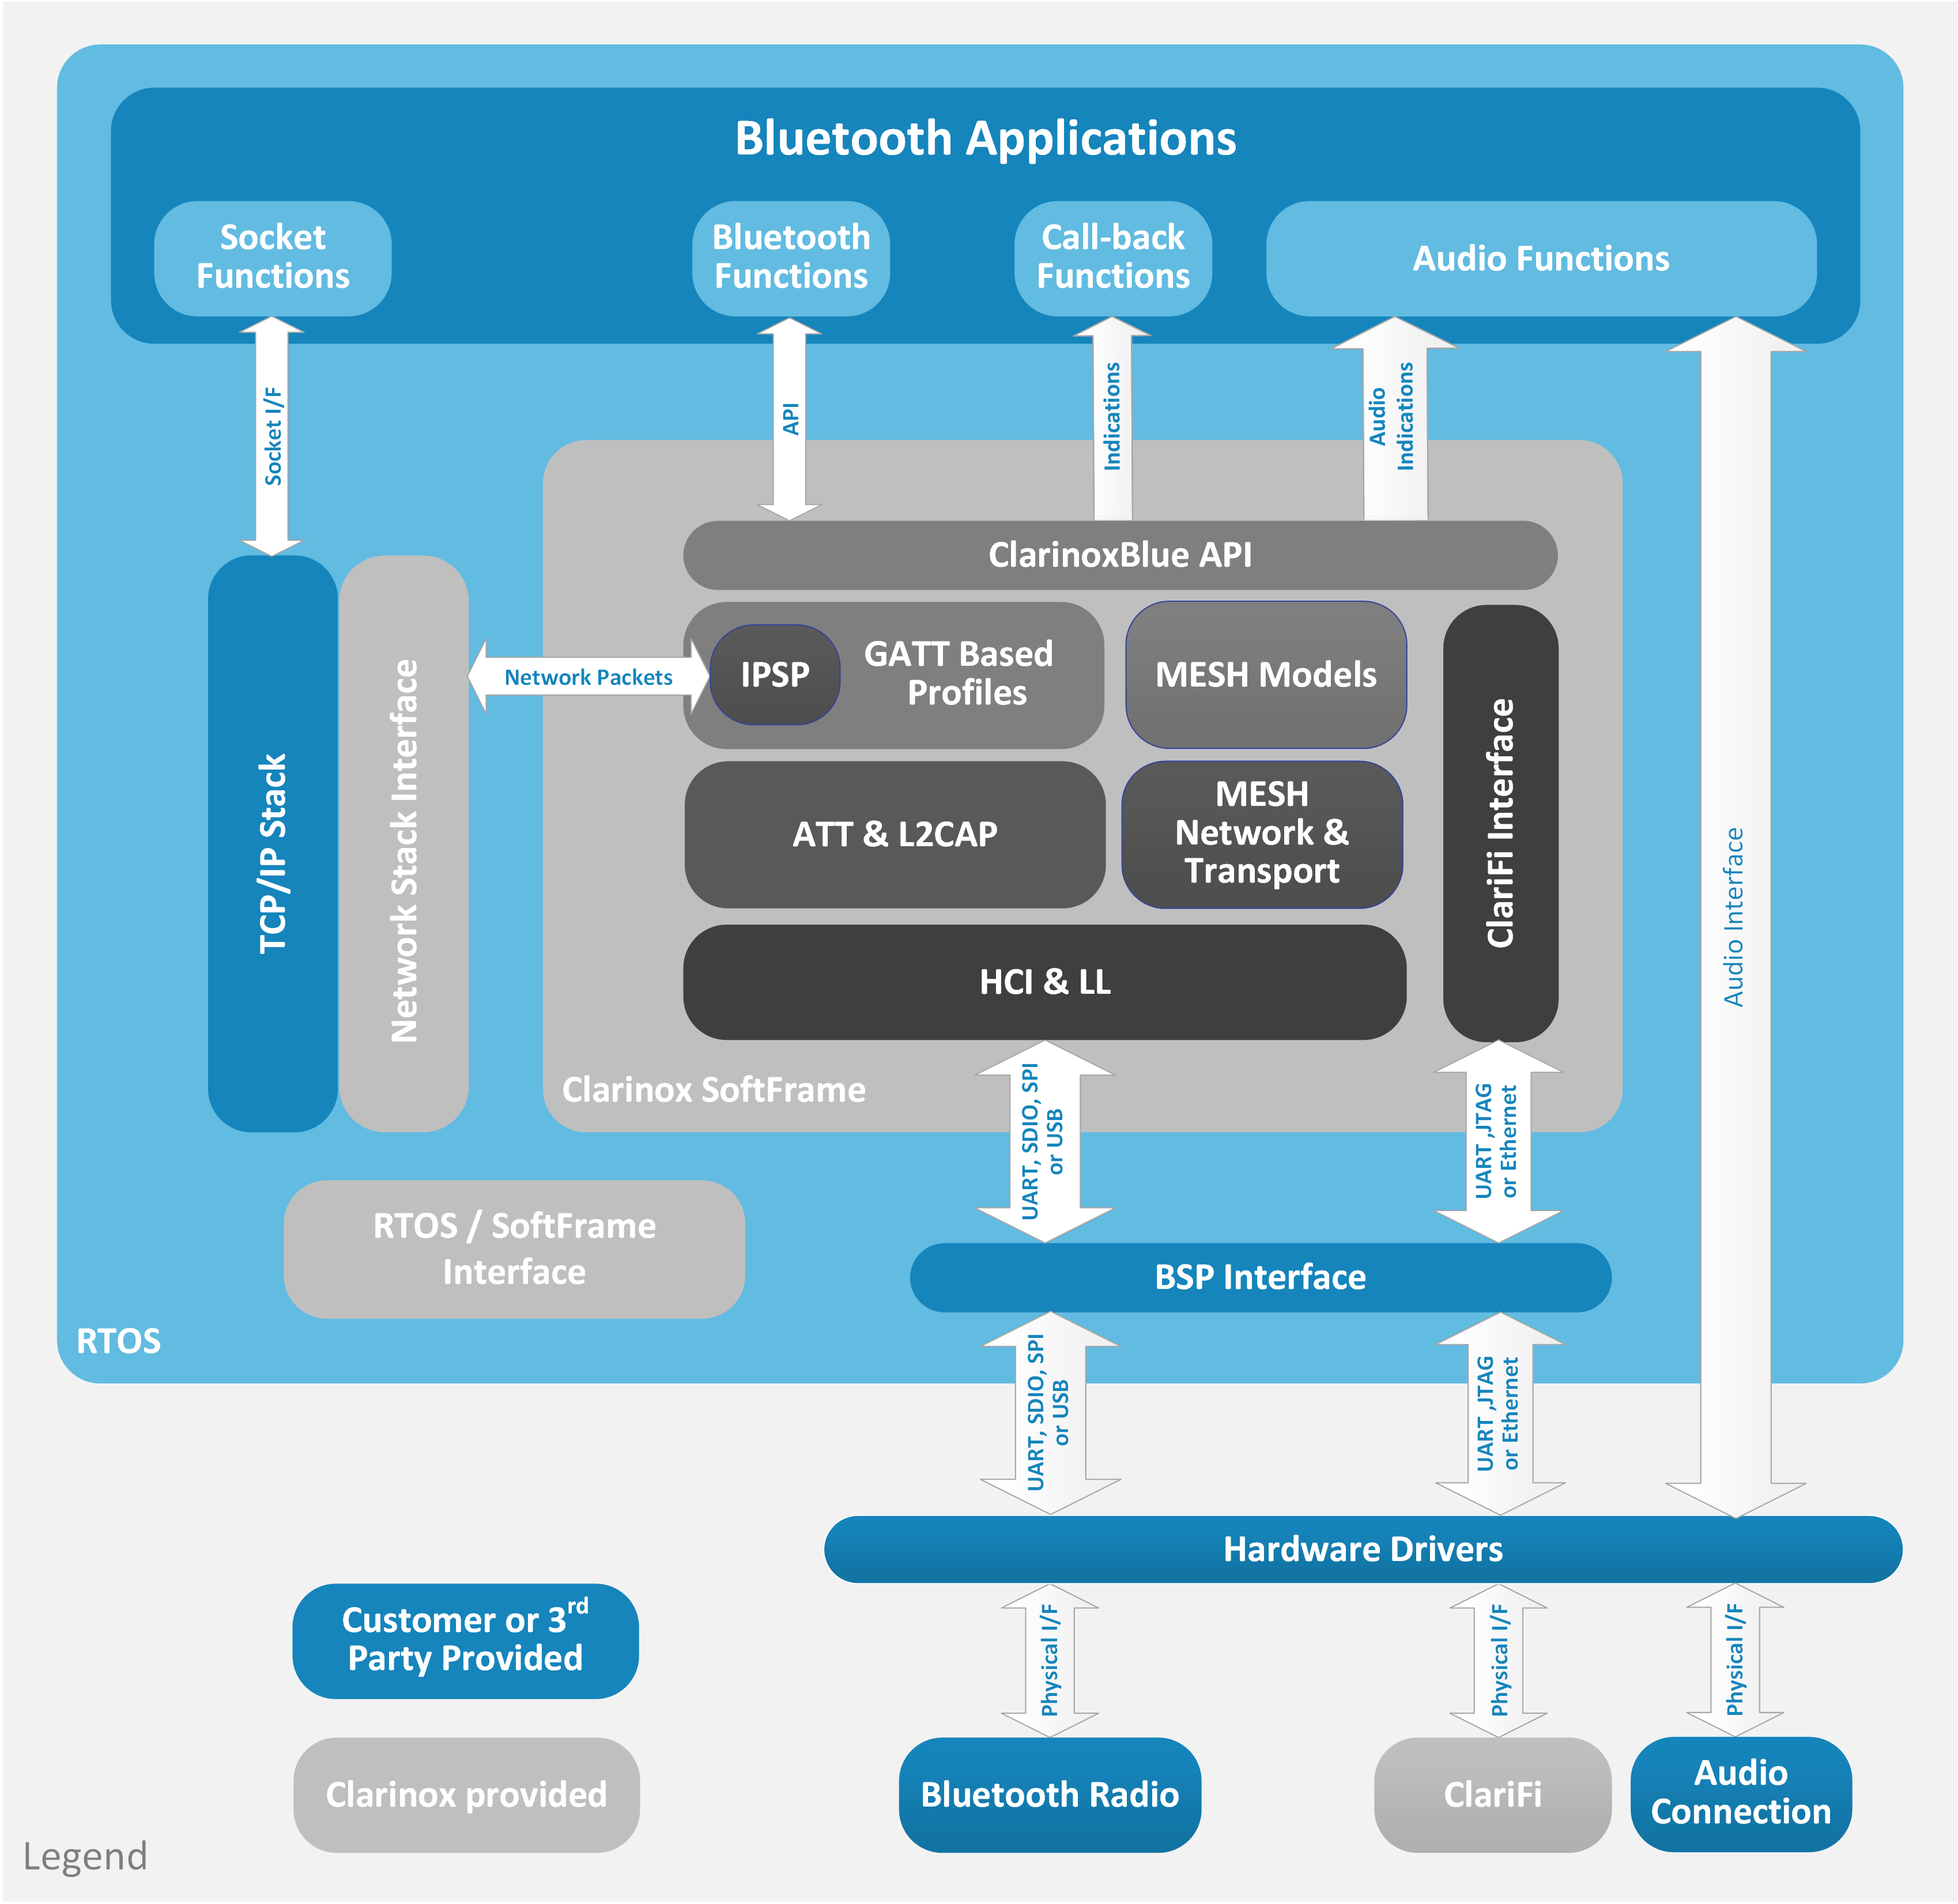 Bluetooth Applications
Socket
Functions
Bluetooth
Functions
Call-back
Functions
Audio Functions
Socket I/F
API
Indications
Audio
Indications
ClarinoxBlue API
IPSP
GATT Based
Profiles
MESH Models
Network Packets
ATT & L2CAP
MESH
Network &
Transport
ClariFi Interface
TCP/IP Stack
Network Stack Interface
Audio Interface
HCI & LL
Clarinox SoftFrame
UART, SDIO, SPI
or USB
UART ,JTAG
or Ethernet
RTOS / SoftFrame
Interface
BSP Interface
RTOS
UART, SDIO, SPI
or USB
UART ,JTAG
or Ethernet
Hardware Drivers
Customer or 3rd
Party Provided
Physical I/F
Physical I/F
Physical I/F
Clarinox provided
Bluetooth Radio
ClariFi
Audio
Connection
Legend